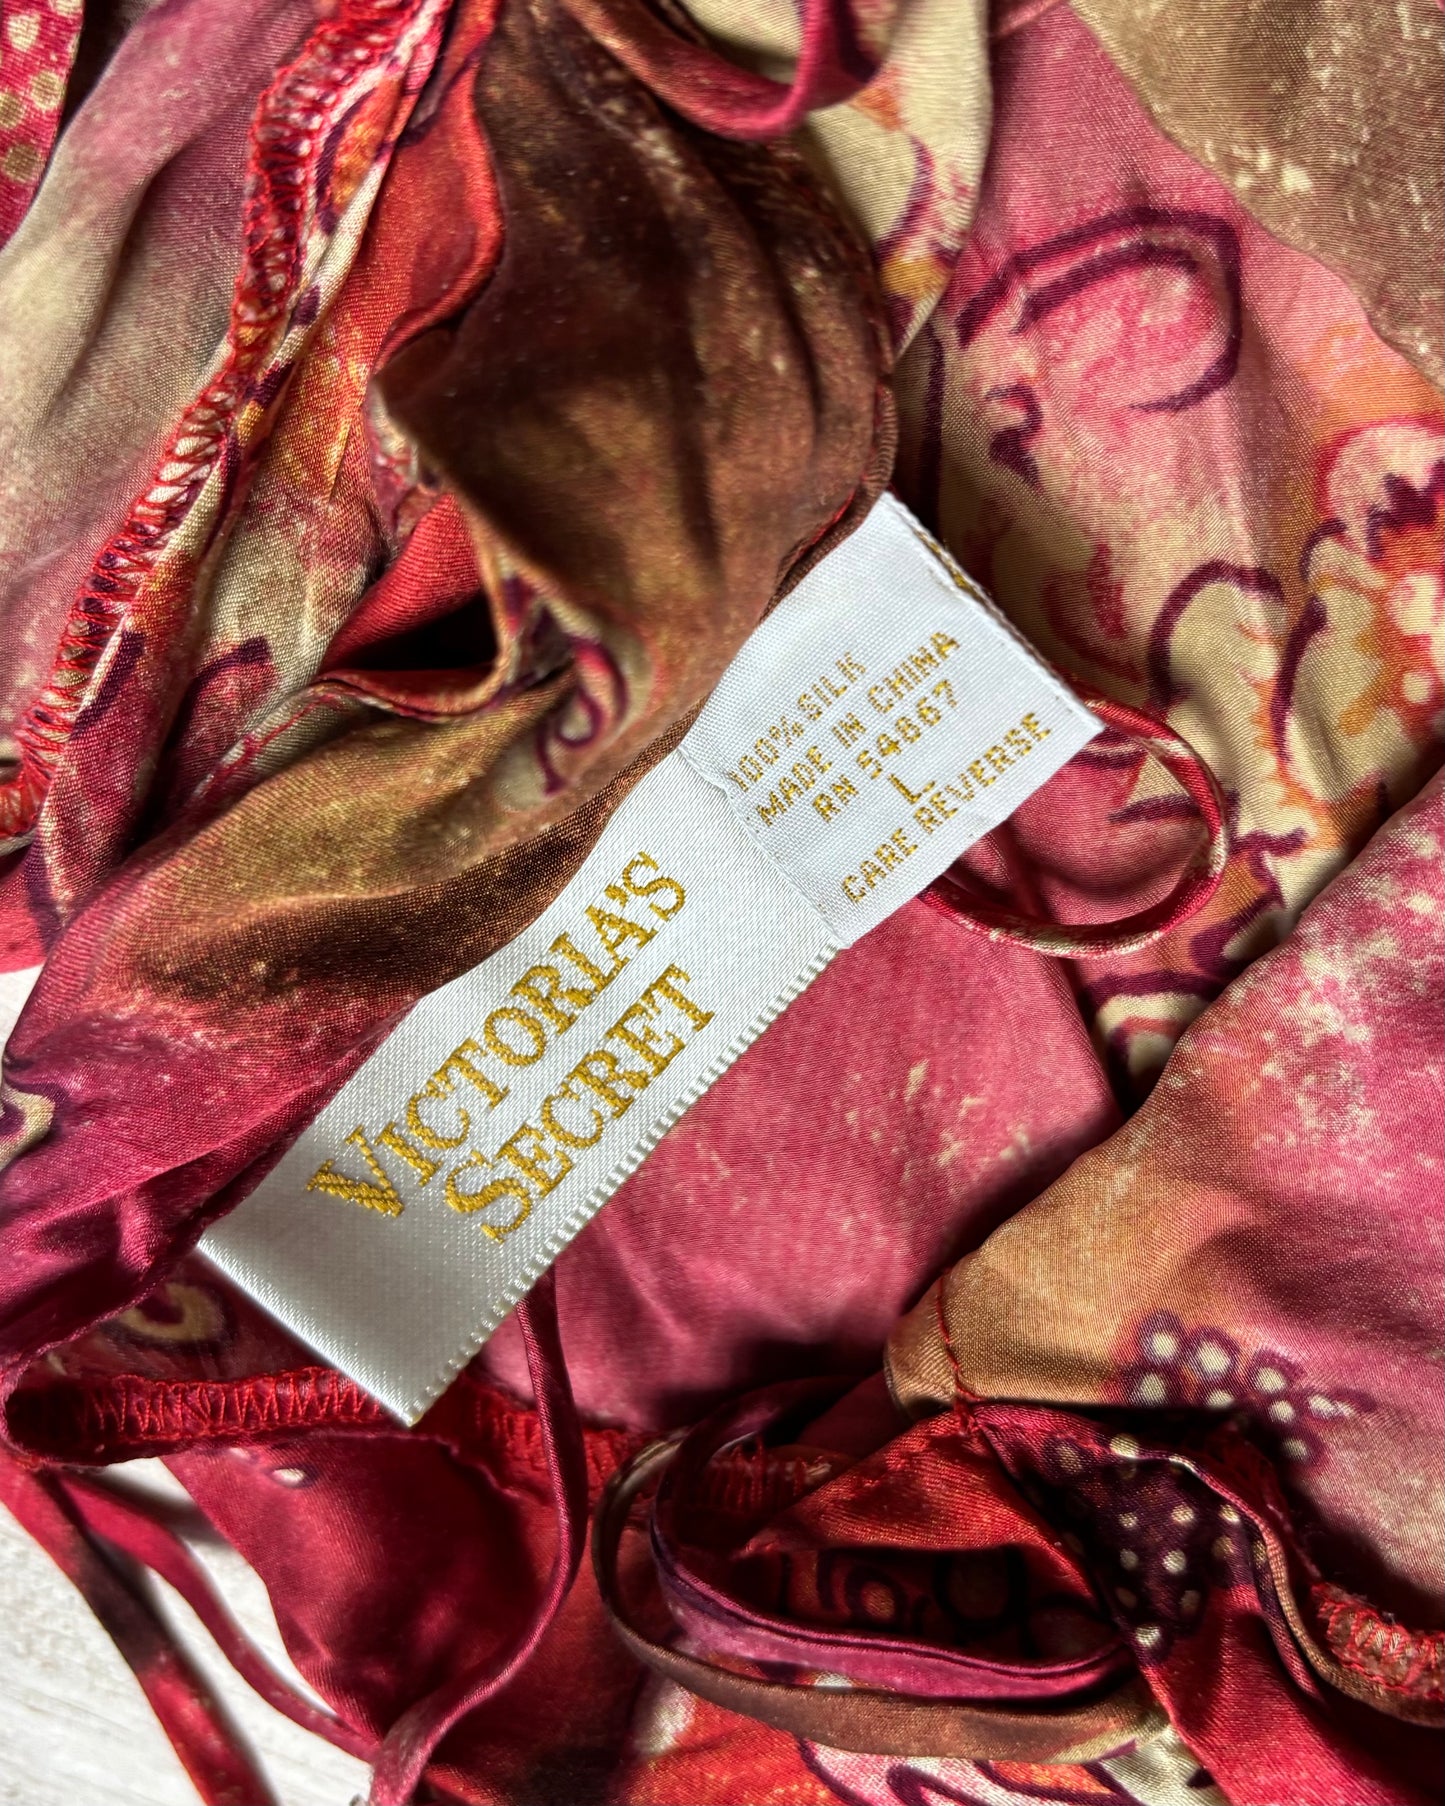 VICTORIA'S
SECRET
100% SILK
MADE IN CHINA
RN 54867
L
CARE REVERSE